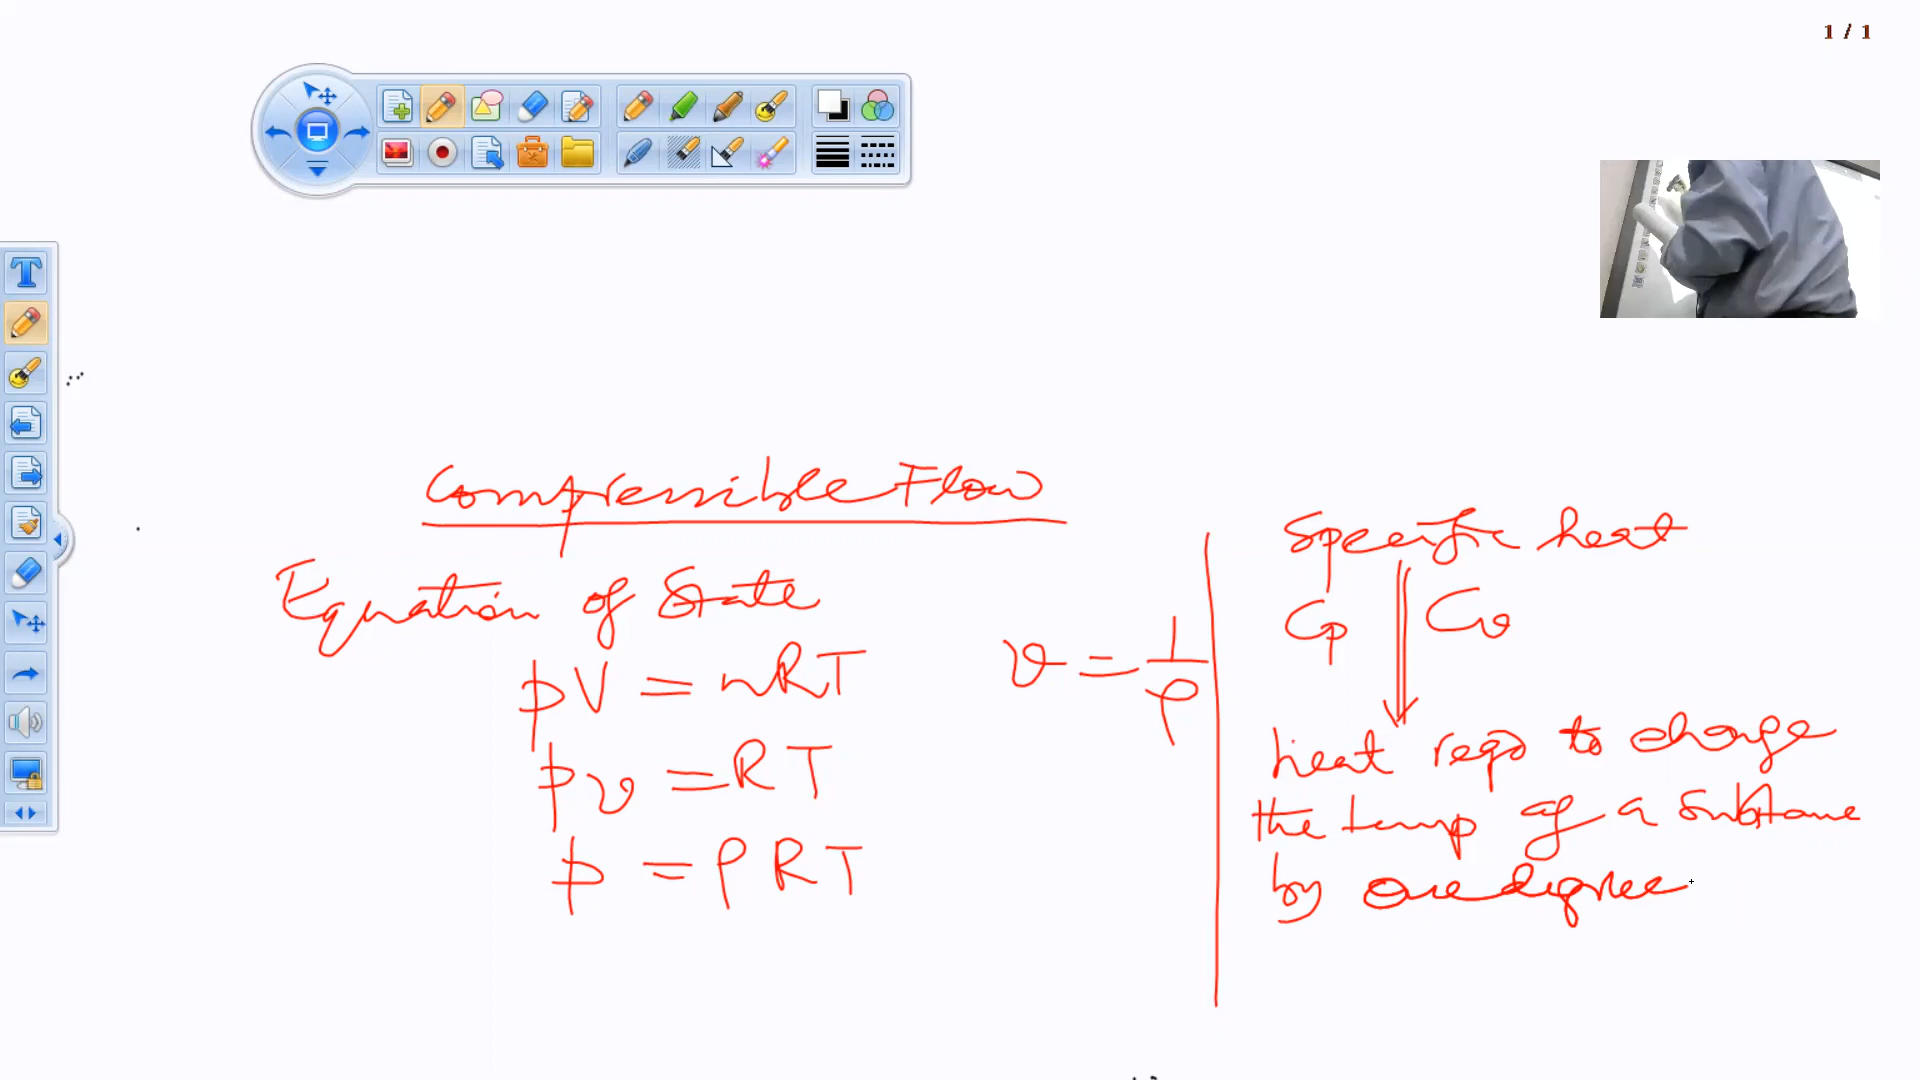 1 / 1
Compressible Flow
Equation of State
pV = nRT
pv = RT
p = ρRT
v = 1/ρ
Specific heat
Cp Cv
heat reqd to change
the temp of a substance
by one degree